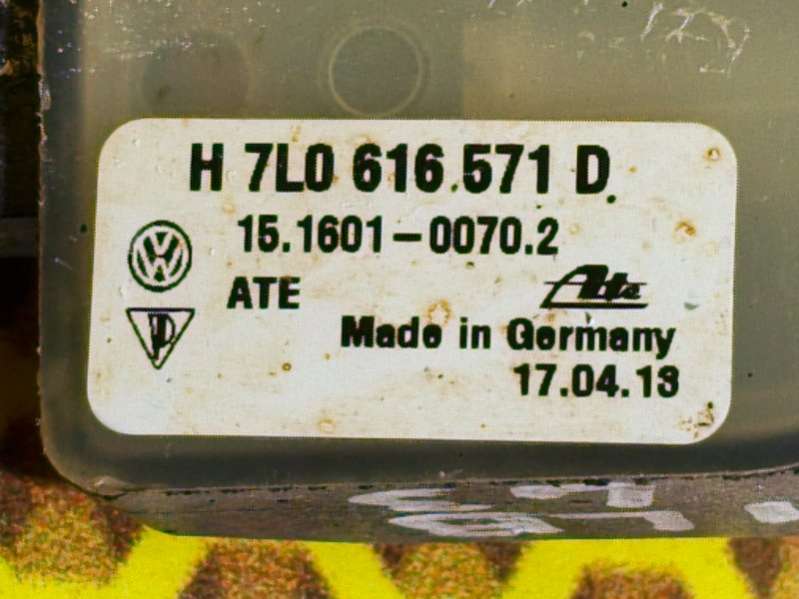 H 7L0 616 571 D
15.1601-0070.2
ATE
Ate
Made in Germany
17.04.13